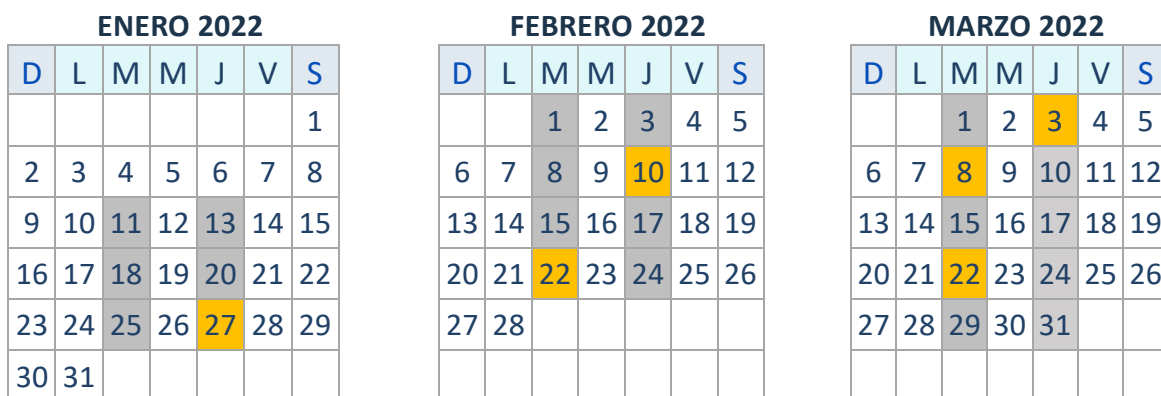 ENERO 2022
D L M M J V S
1
2 3 4 5 6 7 8
9 10 11 12 13 14 15
16 17 18 19 20 21 22
23 24 25 26 27 28 29
30 31
FEBRERO 2022
D L M M J V S
1 2 3 4 5
6 7 8 9 10 11 12
13 14 15 16 17 18 19
20 21 22 23 24 25 26
27 28
MARZO 2022
D L M M J V S
1 2 3 4 5
6 7 8 9 10 11 12
13 14 15 16 17 18 19
20 21 22 23 24 25 26
27 28 29 30 31